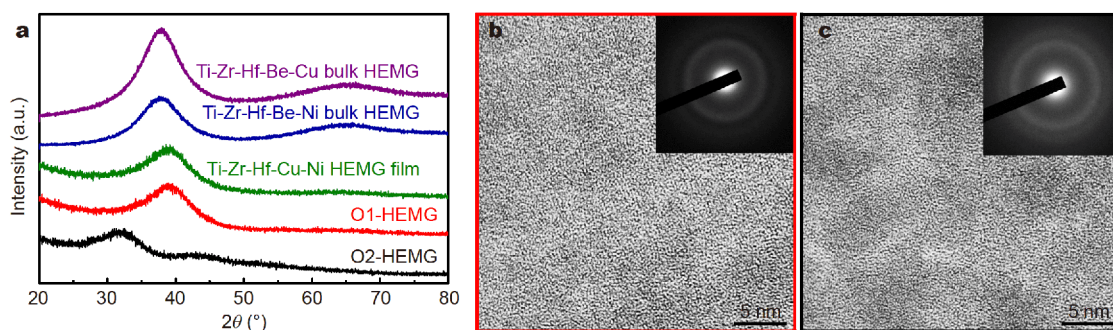 a
Ti-Zr-Hf-Be-Cu bulk HEMG
Ti-Zr-Hf-Be-Ni bulk HEMG
Ti-Zr-Hf-Cu-Ni HEMG film
O1-HEMG
O2-HEMG
Intensity (a.u.)
20 30 40 50 60 70 80
2θ (°)
b
5 nm
c
5 nm